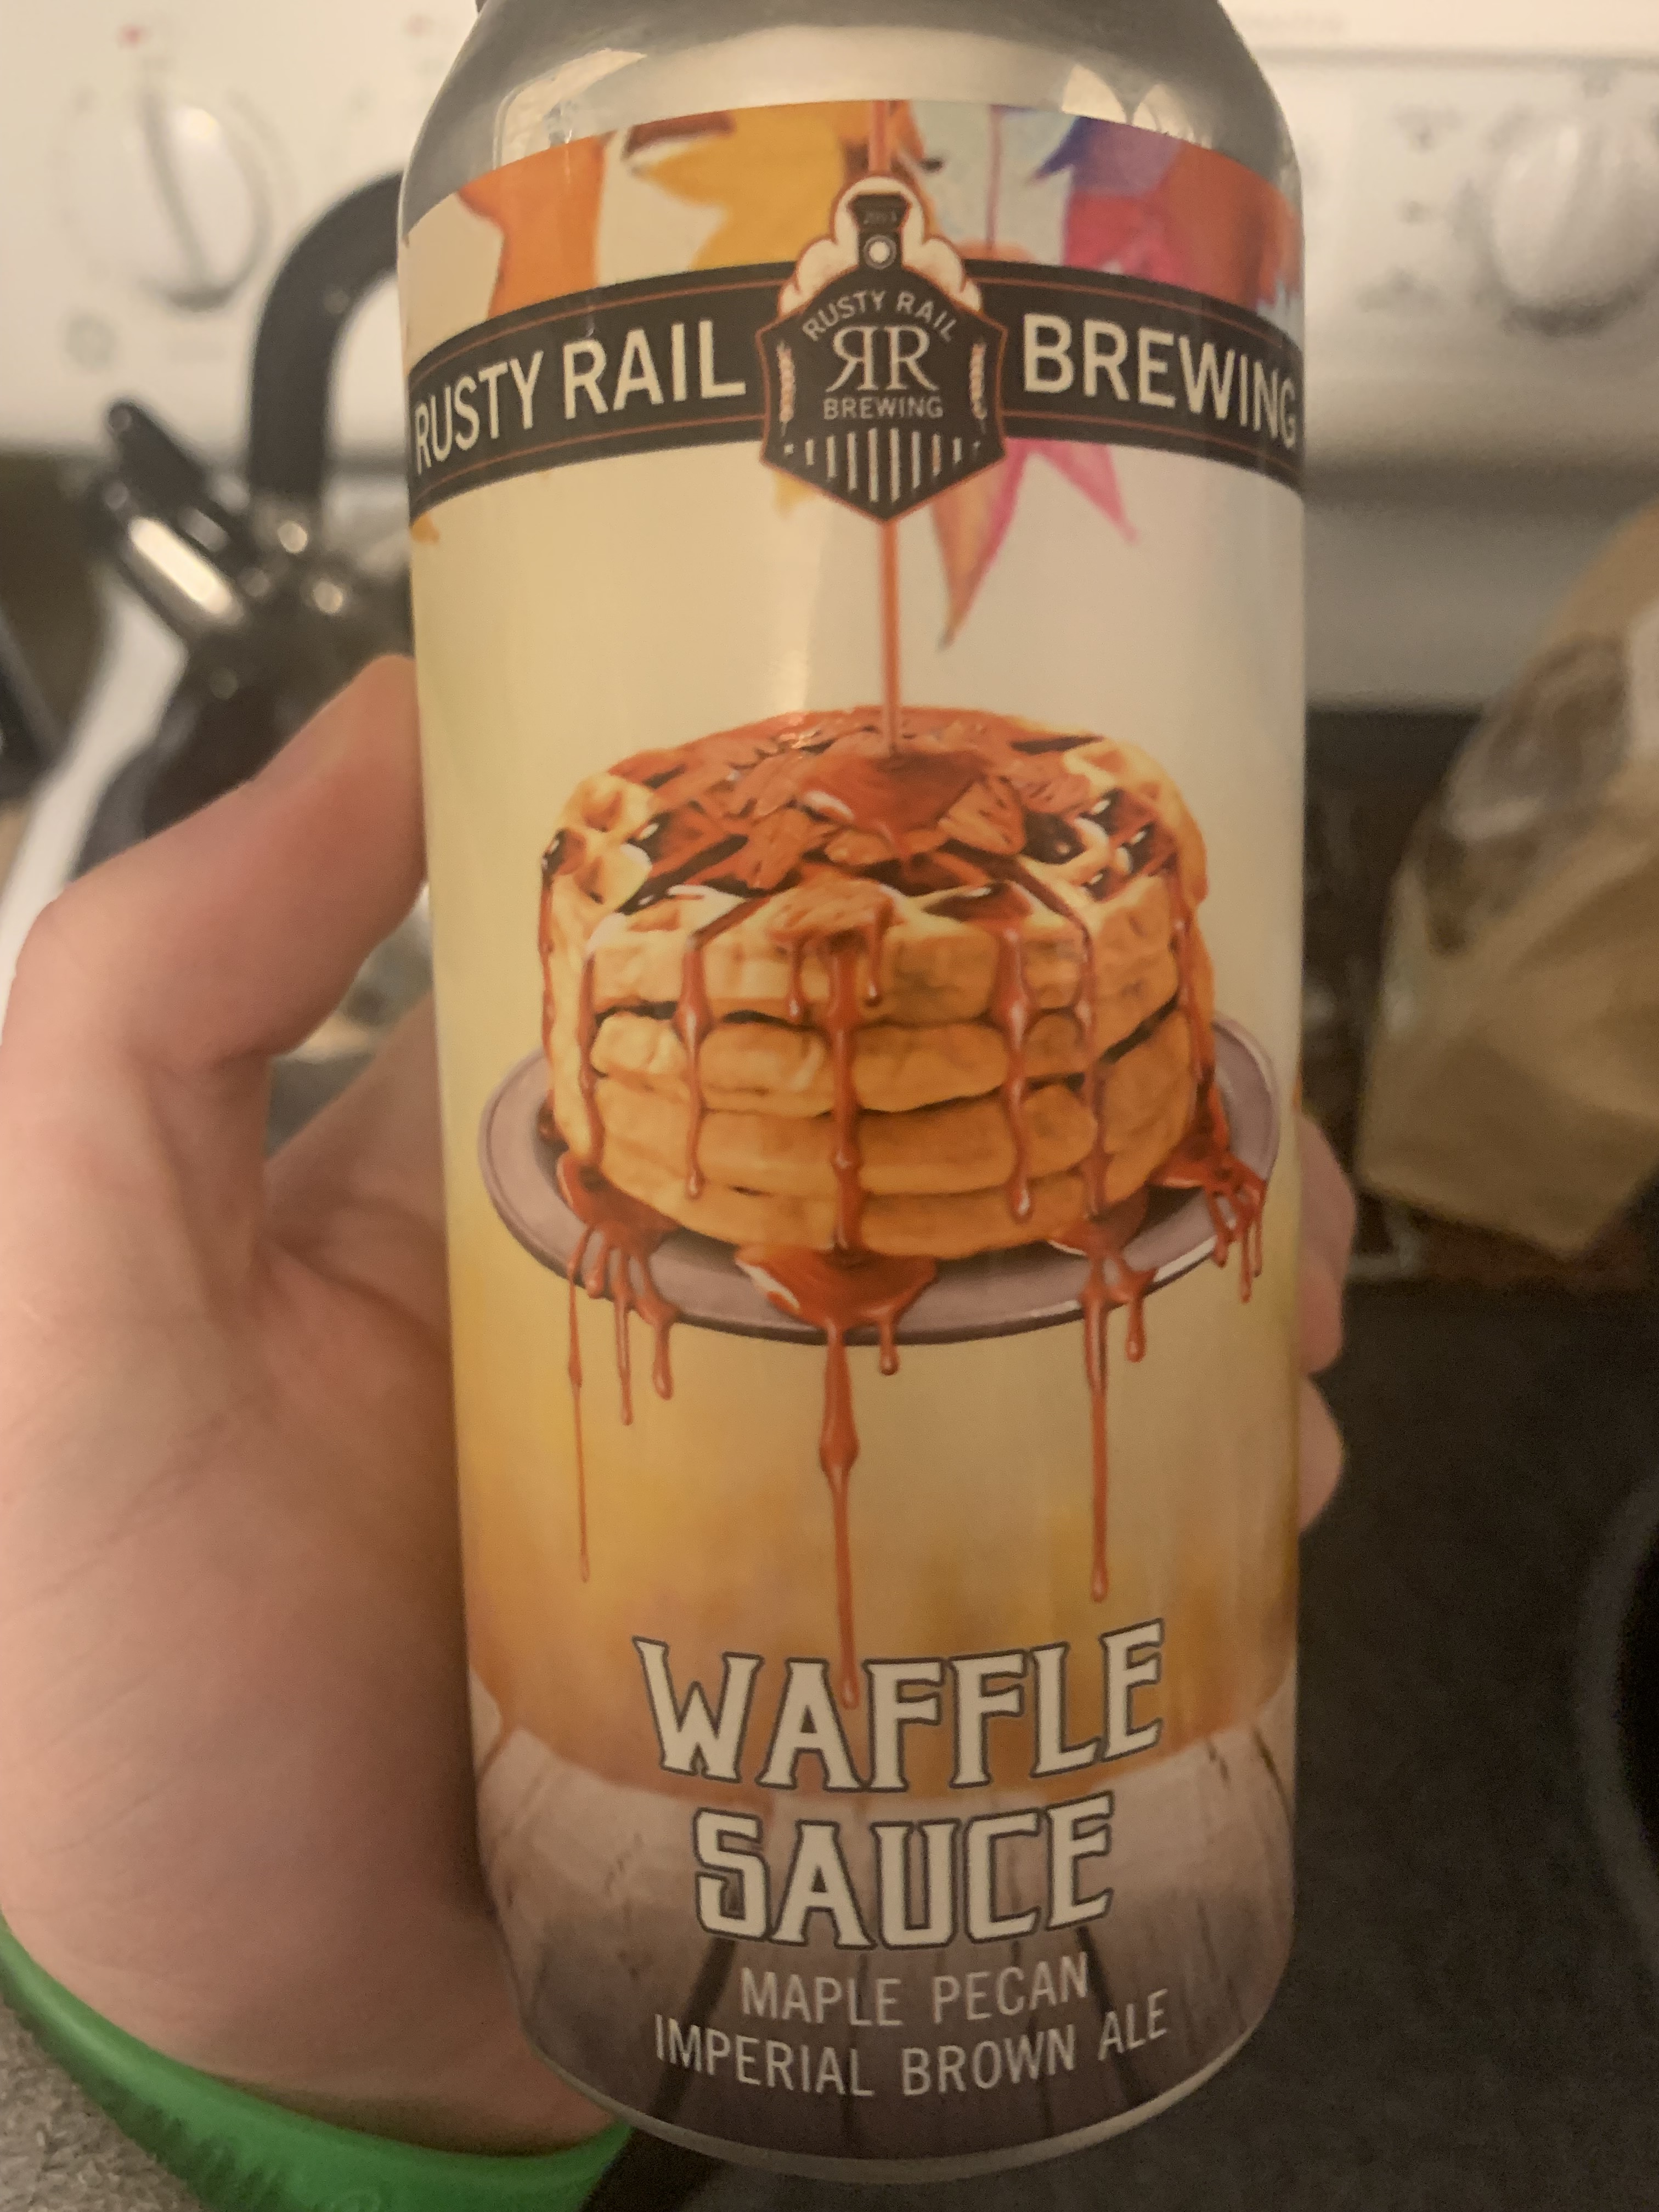 RUSTY RAIL
BREWING
RUSTY RAIL
RR
BREWING
WAFFLE
SAUCE
MAPLE PECAN
IMPERIAL BROWN ALE